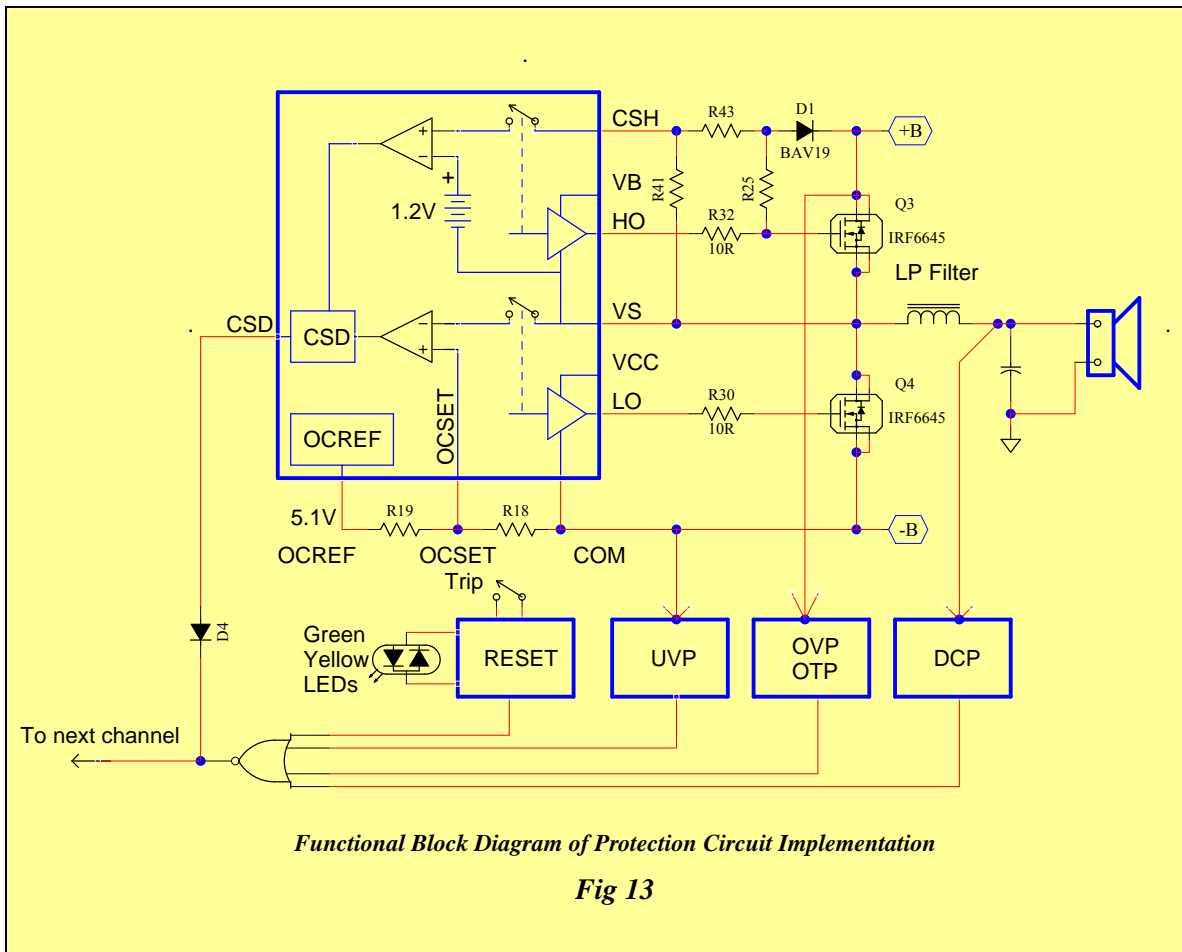 CSH
R43
D1
BAV19
+B
VB
R41
R25
1.2V
+
HO
R32
10R
Q3
IRF6645
LP Filter
CSD
CSD
VS
VCC
OCREF
OCSET
LO
R30
10R
Q4
IRF6645
5.1V
R19
R18
-B
OCREF
OCSET
Trip
COM
D4
Green
Yellow
LEDs
RESET
UVP
OVP
OTP
DCP
To next channel
Functional Block Diagram of Protection Circuit Implementation
Fig 13